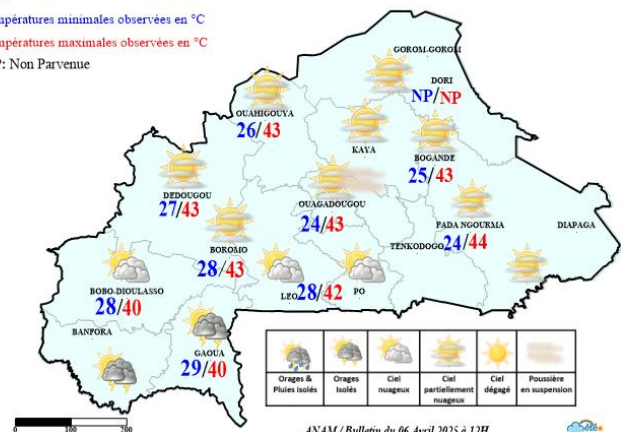 mpératures minimales observées en °C
mpératures maximales observées en °C
P: Non Parvenue
GOROM-GOROM
DORI
NP/NP
OUAHIGOUYA
26/43
KAYA
BOGANDE
25/43
DEDOUGOU
27/43
OUAGADOUGOU
24/43
FADA NGOURMA
24/44
DIAPAGA
TENKODOGO
BOROMO
28/43
BOBO-DIOULASSO
28/40
LEO
28/42
PO
BANFORA
GAOUA
29/40
Orages &
Pluies isolés
Orages
Isolés
Ciel
nuageux
Ciel
partiellement
nuageux
Ciel
dégagé
Poussière
en suspension
100
200
ANAM / Bulletin du 06 Avril 2025 à 12H